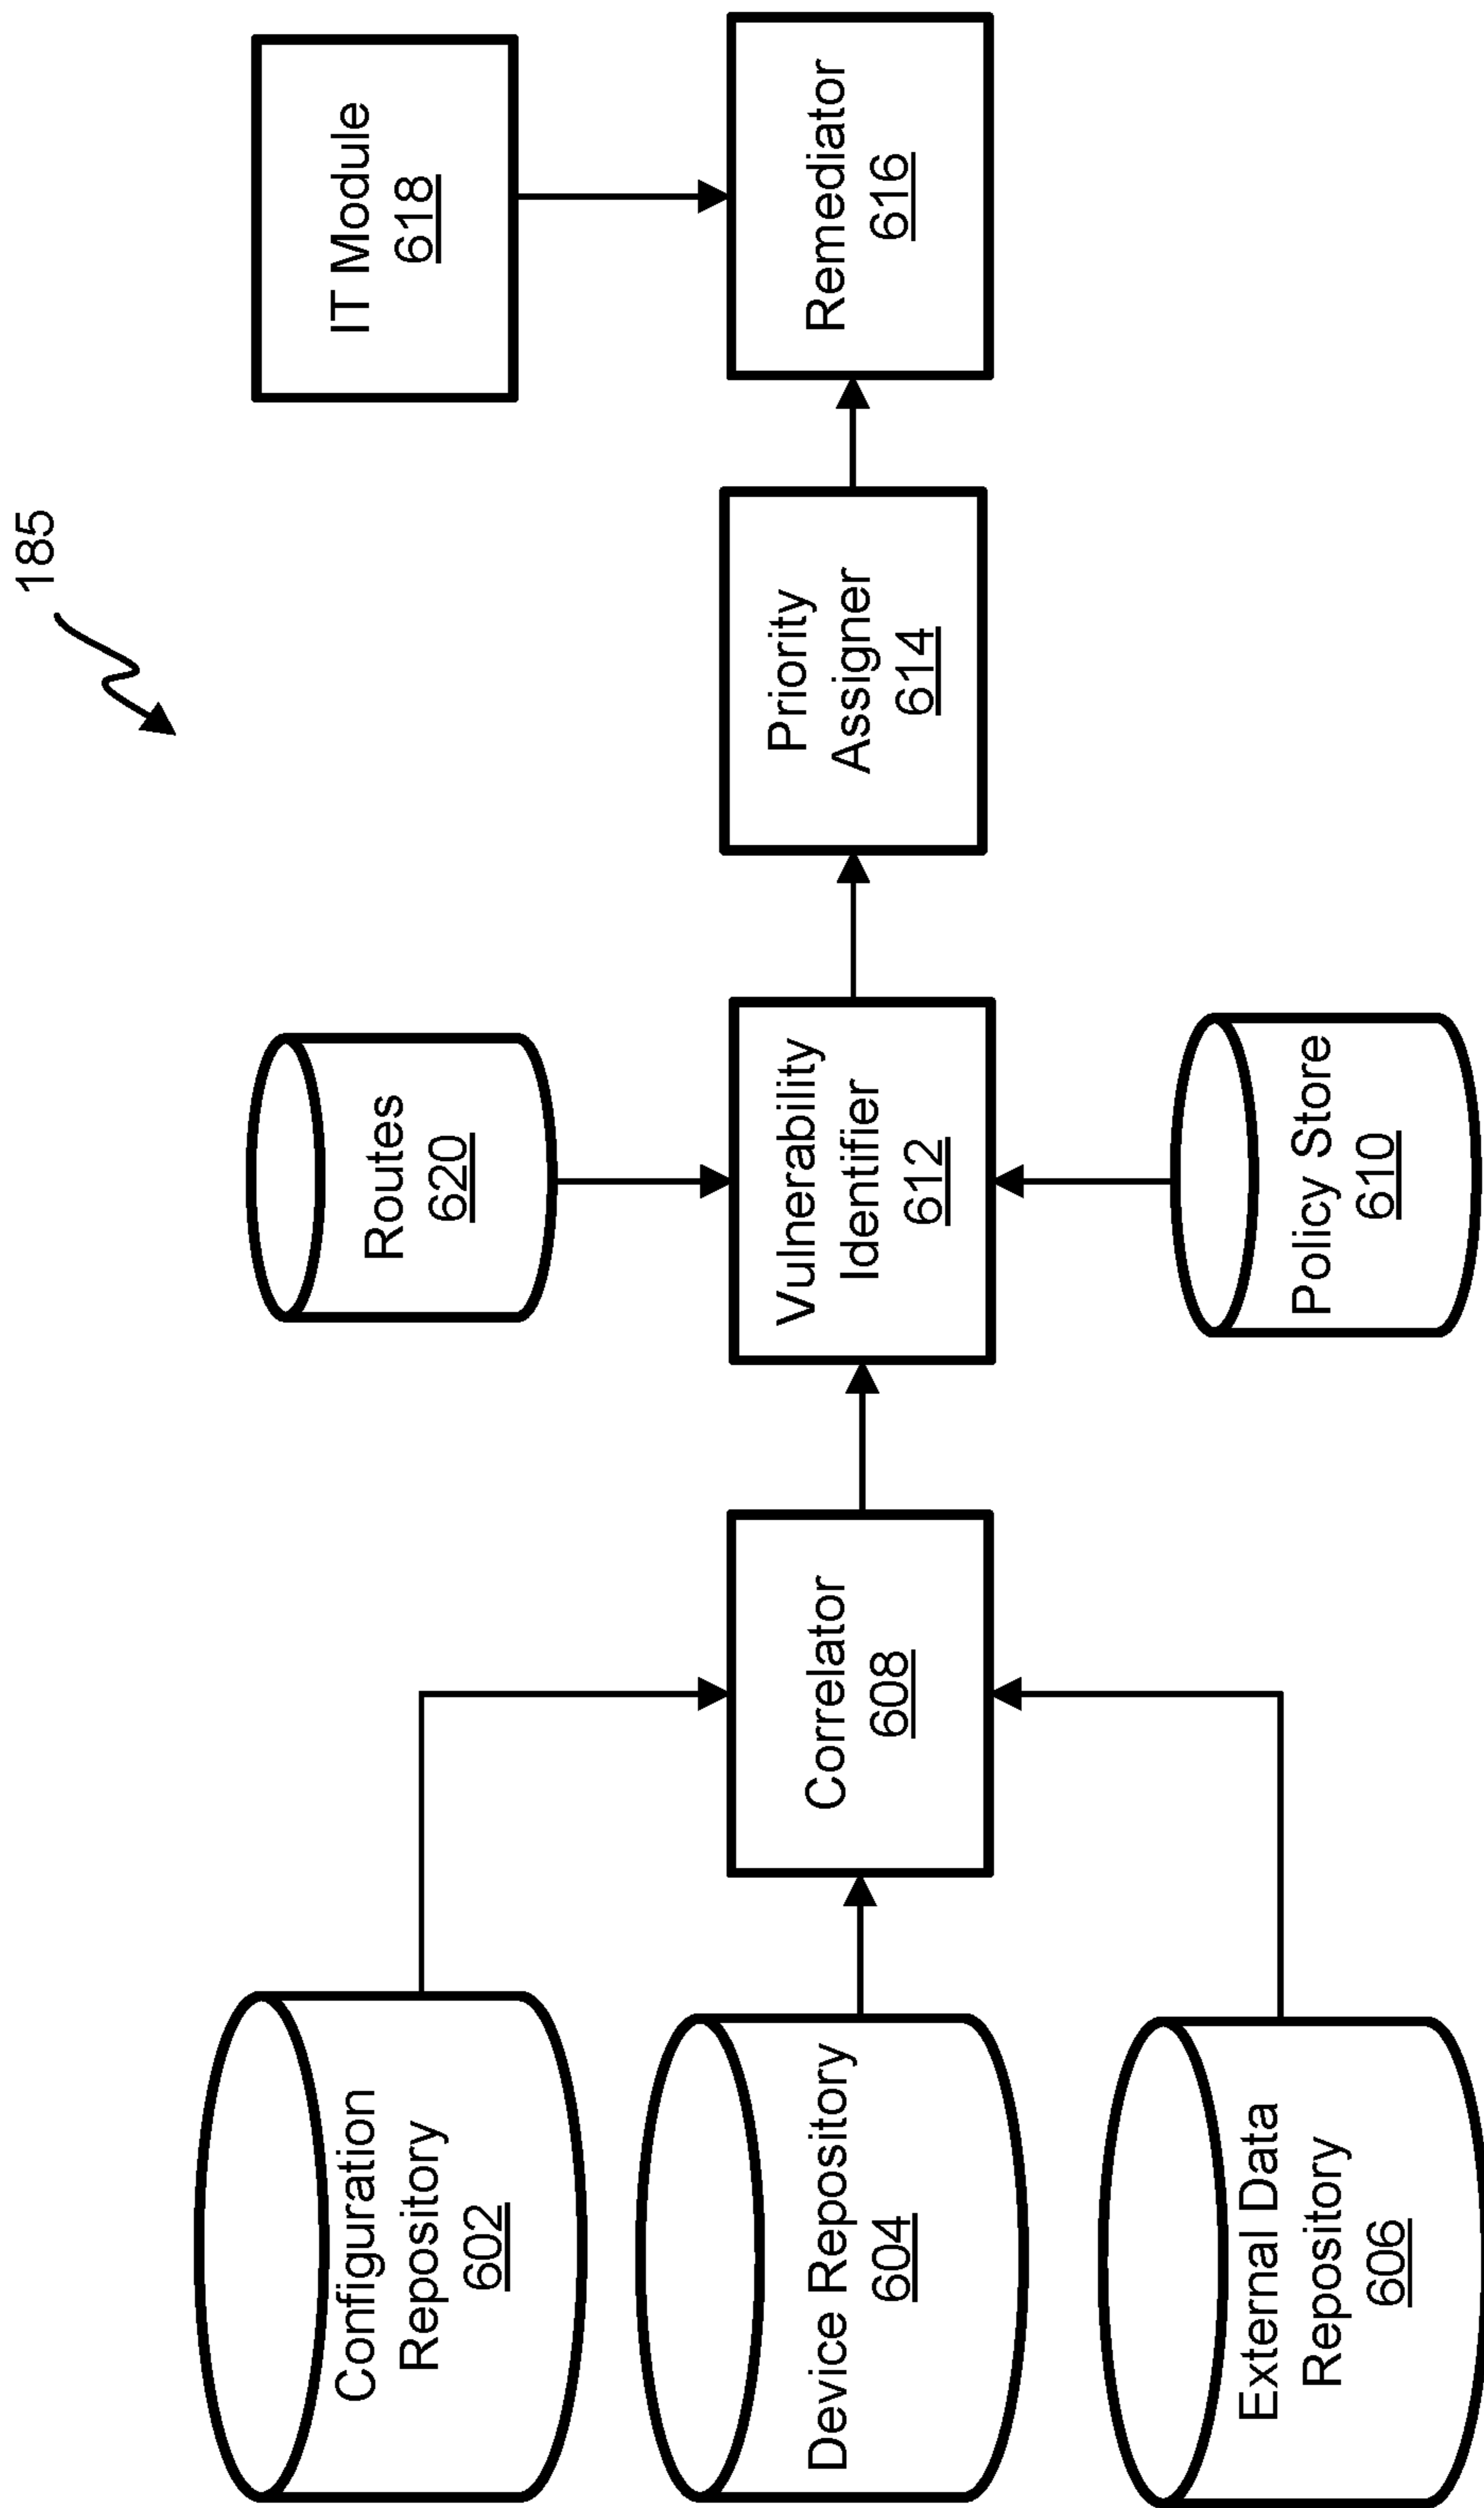 185
Configuration
Repository
602
Routes
620
IT Module
618
Device Repository
604
Correlator
608
Vulnerability
Identifier
612
Priority
Assigner
614
Remediator
616
External Data
Repository
606
Policy Store
610